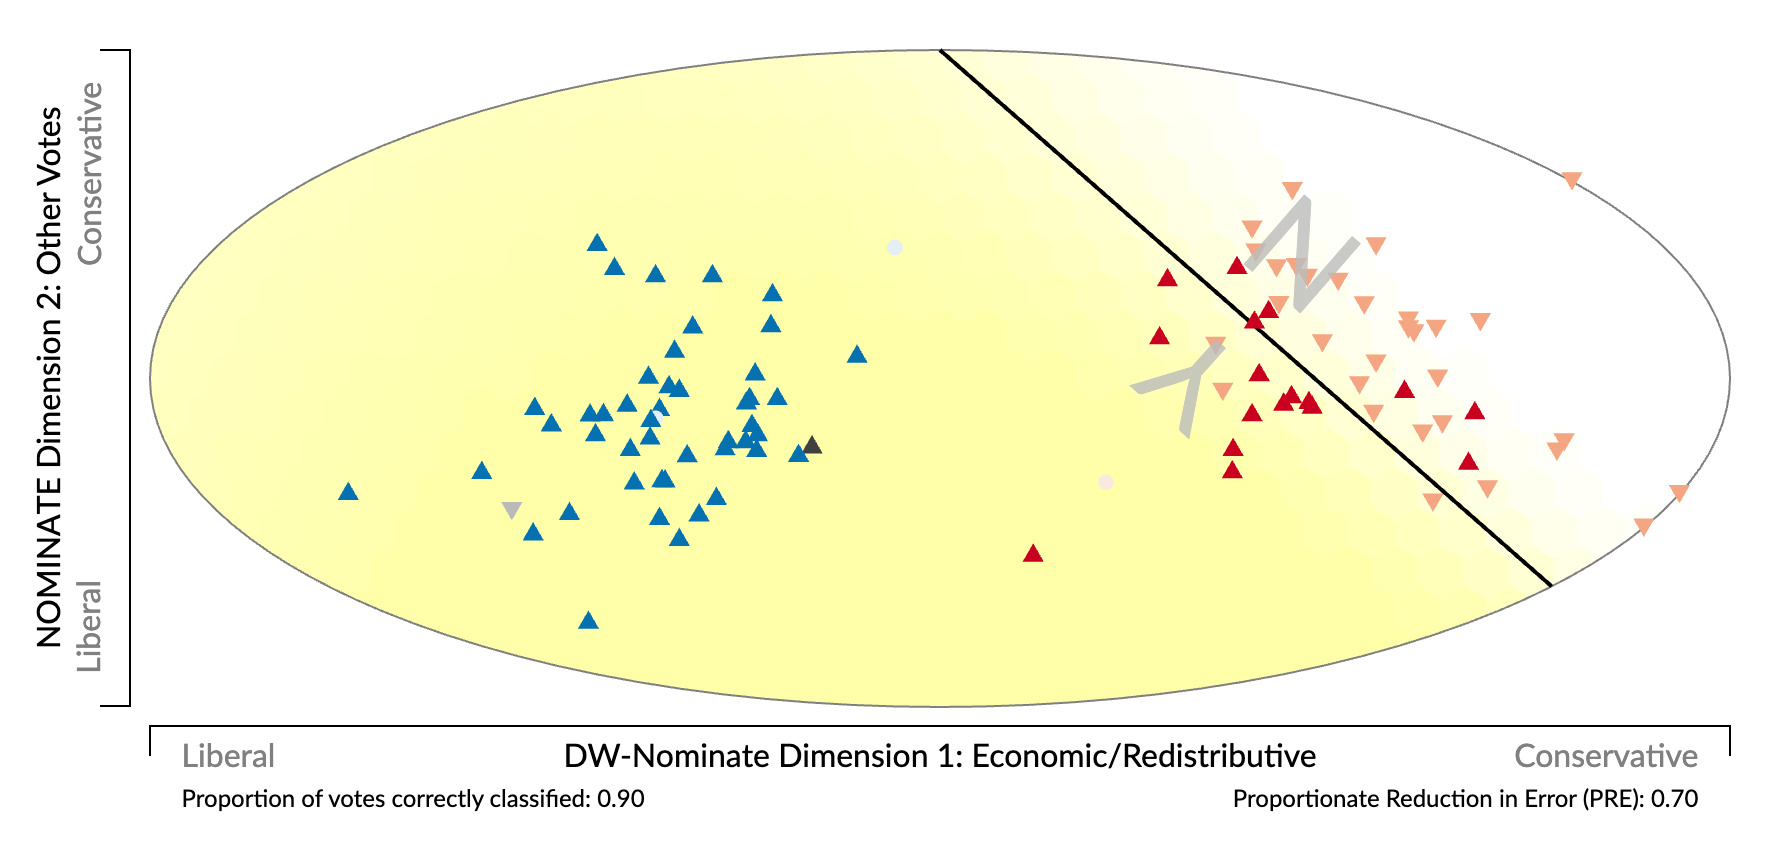 NOMINATE Dimension 2: Other Votes
Conservative
Liberal
N
Y
Liberal
DW-Nominate Dimension 1: Economic/Redistributive
Conservative
Proportion of votes correctly classified: 0.90
Proportionate Reduction in Error (PRE): 0.70